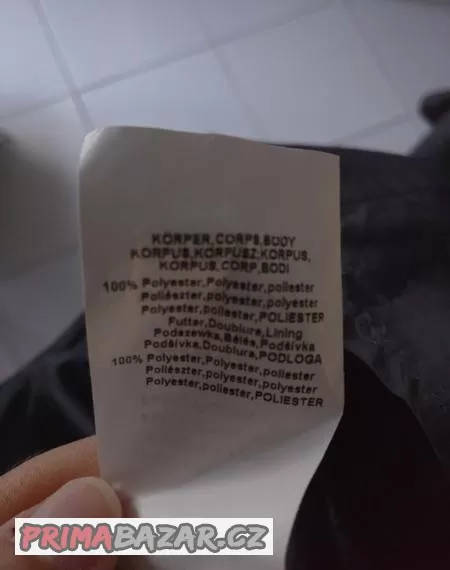 KÖRPER,CORPS,BODY
KORPUS,KORPUSZ,KORPUS,
KORPUS,CORP,BODI
100% Polyester,Polyester,poliester
Poliészter,polyester,polyester
Polyester,poliester,POLIESTER
Futter,Doublure,Lining
Podszewka,Bélés,Podšívka
Podšívka,Doublura,PODLOGA
100% Polyester,Polyester,poliester
Poliészter,polyester,polyester
Polyester,poliester,POLIESTER
PRIMABAZAR.CZ